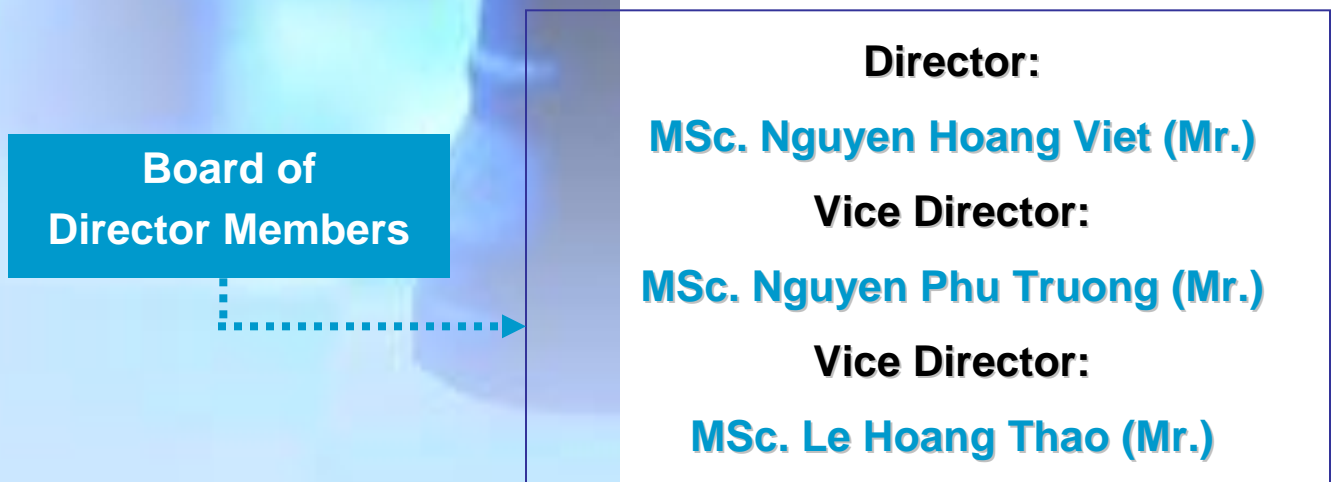 Board of
Director Members
Director:
MSc. Nguyen Hoang Viet (Mr.)
Vice Director:
MSc. Nguyen Phu Truong (Mr.)
Vice Director:
MSc. Le Hoang Thao (Mr.)